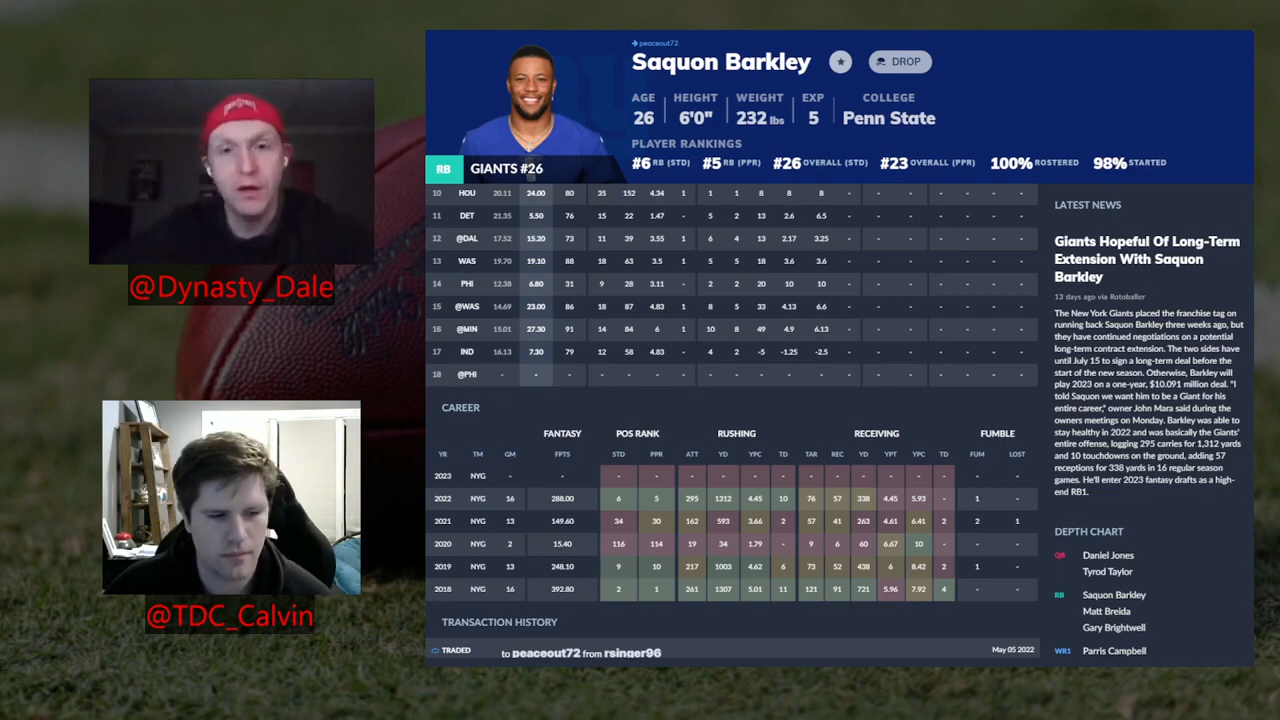 @Dynasty_Dale
@TDC_Calvin
peaceout72
Saquon Barkley DROP
AGE HEIGHT WEIGHT EXP COLLEGE
26 6'0" 232 lbs 5 Penn State
PLAYER RANKINGS
#6 RB (STD) #5 RB (PPR) #26 OVERALL (STD) #23 OVERALL (PPR) 100% ROSTERED 98% STARTED
RB GIANTS #26
10 HOU 20.11 24.00 80 35 152 4.34 1 1 1 8 8 8 - - - - - - -
11 DET 21.35 5.50 76 15 22 1.47 - 5 2 13 2.6 6.5 - - - - - - -
12 @DAL 17.52 15.20 73 11 39 3.55 1 6 4 13 2.17 3.25 - - - - - - -
13 WAS 19.70 19.10 88 18 63 3.5 1 5 5 18 3.6 3.6 - - - - - - -
14 PHI 12.38 6.80 31 9 28 3.11 - 2 2 20 10 10 - - - - - - -
15 @WAS 14.69 23.00 86 18 87 4.83 1 8 5 33 4.13 6.6 - - - - - - -
16 @MIN 15.01 27.30 91 14 84 6 1 10 8 49 4.9 6.13 - - - - - - -
17 IND 16.13 7.30 79 12 58 4.83 - 4 2 -5 -1.25 -2.5 - - - - - - -
18 @PHI - - - - - - - - - - - - - - - - - - -
CAREER
FANTASY POS RANK RUSHING RECEIVING FUMBLE
YR TM GM FPTS STD PPR ATT YD YPC TD TAR REC YD YPT YPC TD FUM LOST
2023 NYG - - - - - - - - - - - - - - - -
2022 NYG 16 288.00 6 5 295 1312 4.45 10 76 57 338 4.45 5.93 - 1 -
2021 NYG 13 149.60 34 30 162 593 3.66 2 57 41 263 4.61 6.41 2 2 1
2020 NYG 2 15.40 116 114 19 34 1.79 - 9 6 60 6.67 10 - - -
2019 NYG 13 248.10 9 10 217 1003 4.62 6 73 52 438 6 8.42 2 1 -
2018 NYG 16 392.80 2 1 261 1307 5.01 11 121 91 721 5.96 7.92 4 - -
TRANSACTION HISTORY
TRADED to peaceout72 from rsinger96 May 05 2022
LATEST NEWS
Giants Hopeful Of Long-Term
Extension With Saquon
Barkley
13 days ago via Rotoballer
The New York Giants placed the franchise tag on
running back Saquon Barkley three weeks ago, but
they have continued negotiations on a potential
long-term contract extension. The two sides have
until July 15 to sign a long-term deal before the
start of the new season. Otherwise, Barkley will
play 2023 on a one-year, $10.091 million deal. "I
told Saquon we want him to be a Giant for his
entire career," owner John Mara said during the
owners meetings on Monday. Barkley was able to
stay healthy in 2022 and was basically the Giants'
entire offense, logging 295 carries for 1,312 yards
and 10 touchdowns on the ground, adding 57
receptions for 338 yards in 16 regular season
games. He'll enter 2023 fantasy drafts as a high-
end RB1.
DEPTH CHART
QB Daniel Jones
Tyrod Taylor
RB Saquon Barkley
Matt Breida
Gary Brightwell
WR1 Parris Campbell